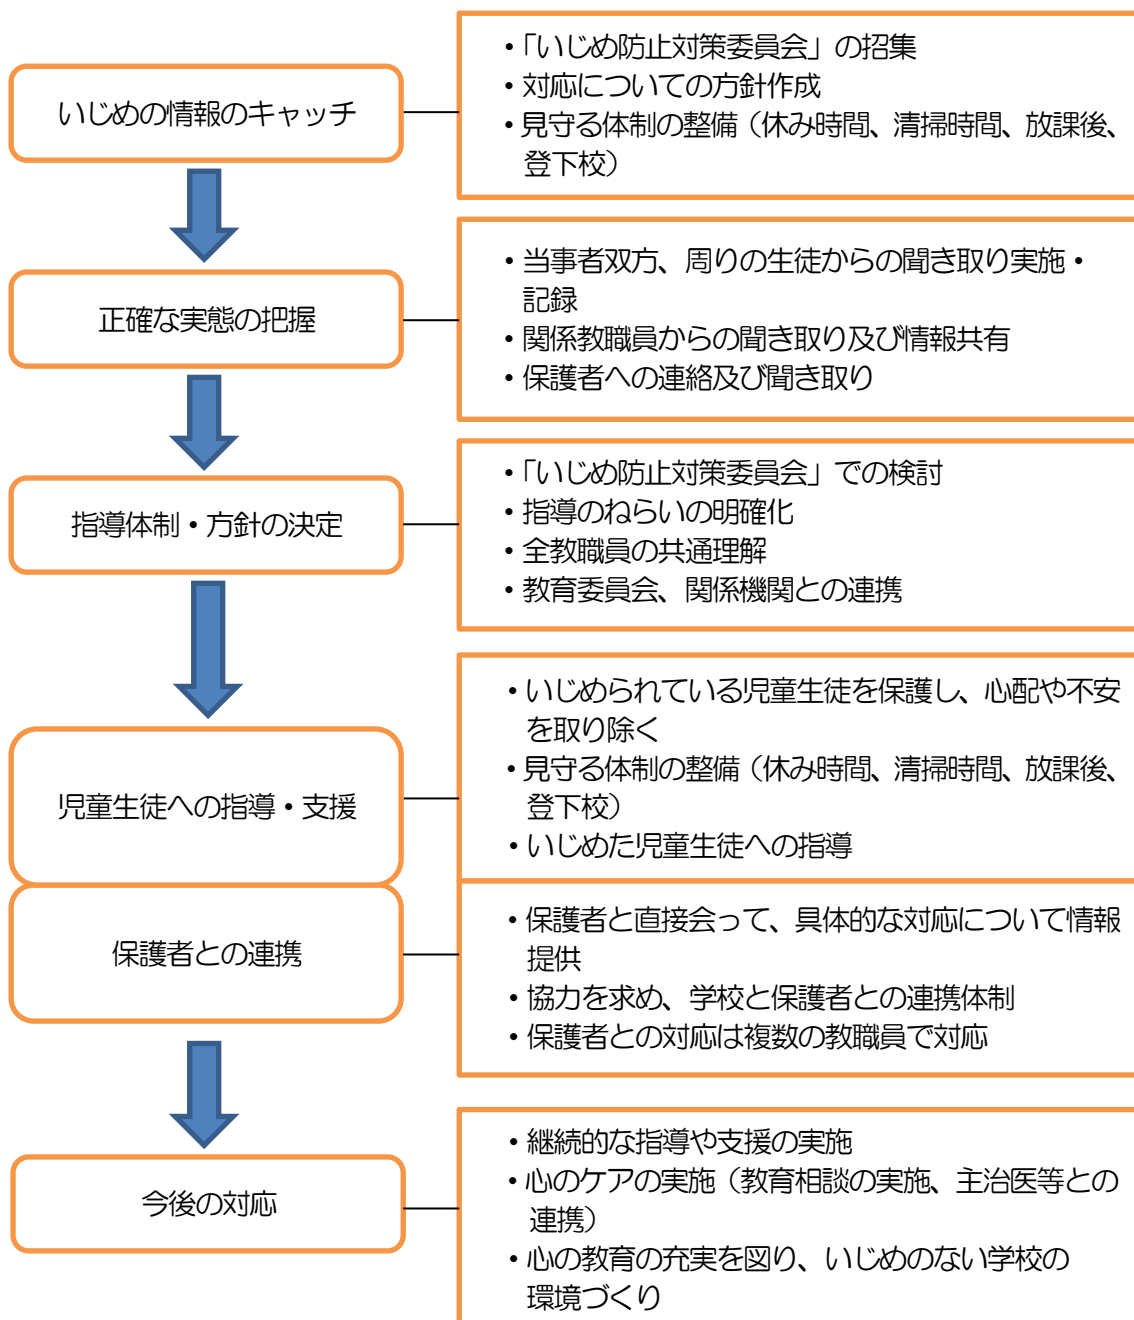 いじめの情報のキャッチ
・「いじめ防止対策委員会」の招集
・対応についての方針作成
・見守る体制の整備（休み時間、清掃時間、放課後、
登下校）
正確な実態の把握
・当事者双方、周りの生徒からの聞き取り実施・
記録
・関係教職員からの聞き取り及び情報共有
・保護者への連絡及び聞き取り
指導体制・方針の決定
・「いじめ防止対策委員会」での検討
・指導のねらいの明確化
・全教職員の共通理解
・教育委員会、関係機関との連携
児童生徒への指導・支援
・いじめられている児童生徒を保護し、心配や不安
を取り除く
・見守る体制の整備（休み時間、清掃時間、放課後、
登下校）
・いじめた児童生徒への指導
保護者との連携
・保護者と直接会って、具体的な対応について情報
提供
・協力を求め、学校と保護者との連携体制
・保護者との対応は複数の教職員で対応
今後の対応
・継続的な指導や支援の実施
・心のケアの実施（教育相談の実施、主治医等との
連携）
・心の教育の充実を図り、いじめのない学校の
環境づくり